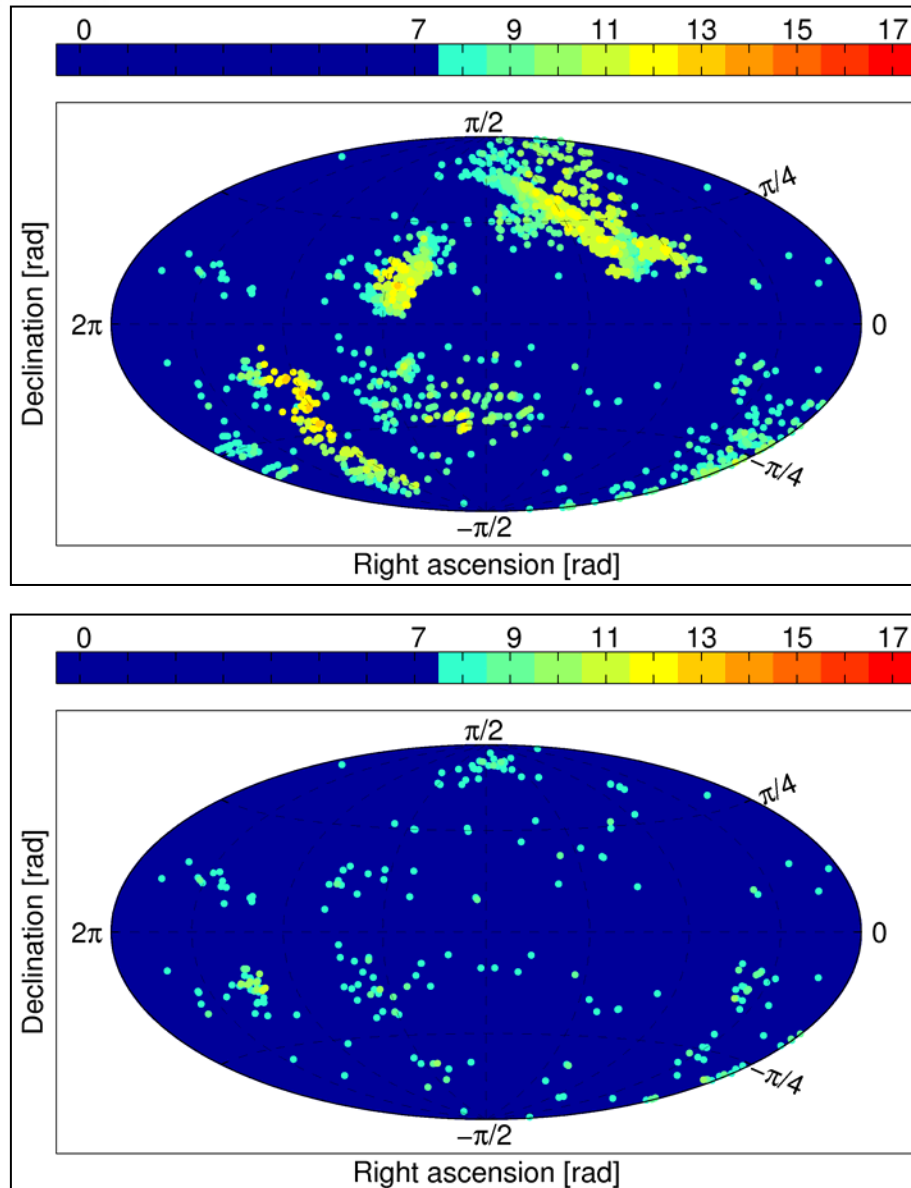 0 7 9 11 13 15 17
π/2
π/4
Declination [rad]
2π
0
−π/4
−π/2
Right ascension [rad]
0 7 9 11 13 15 17
π/2
π/4
Declination [rad]
2π
0
−π/4
−π/2
Right ascension [rad]